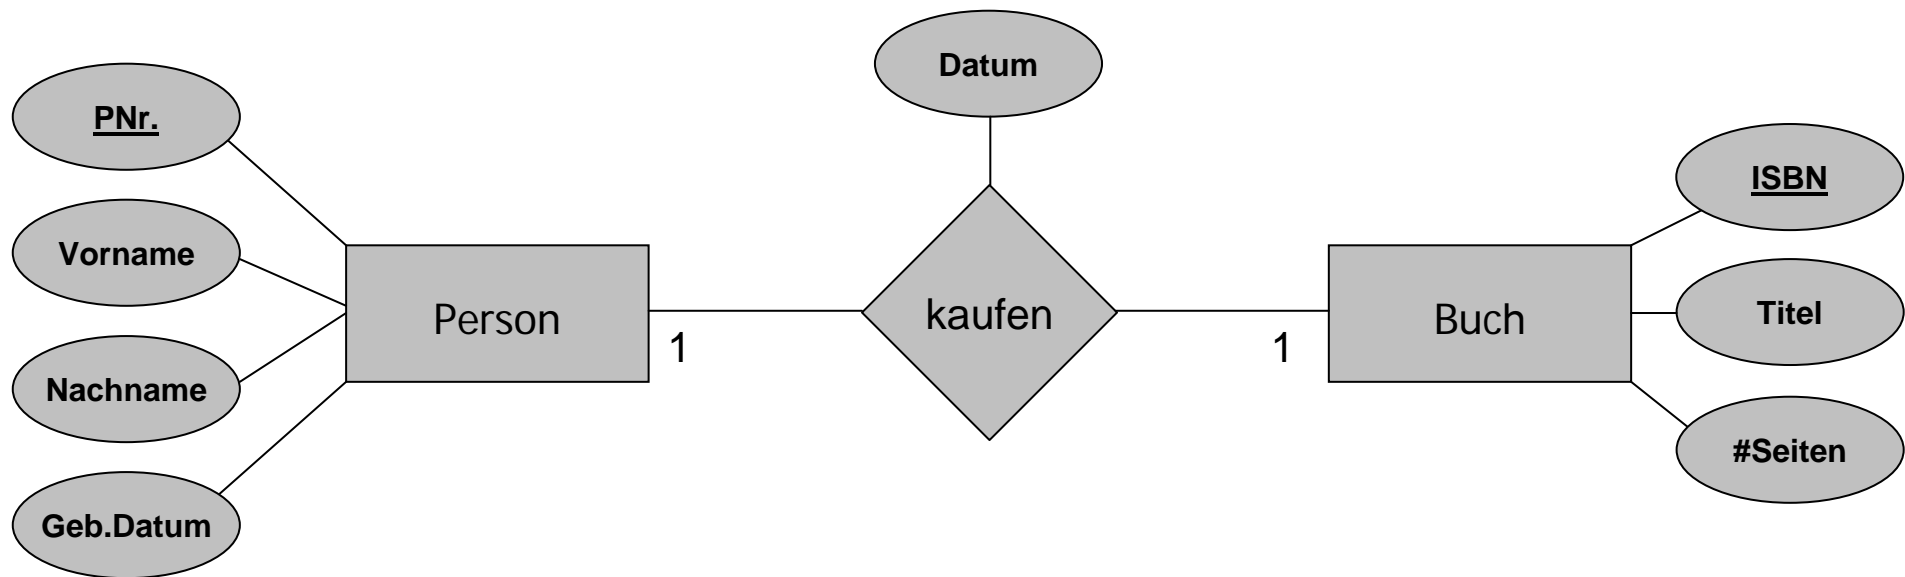 Datum
PNr.
ISBN
Vorname
Person
kaufen
Buch
Titel
1
1
Nachname
#Seiten
Geb.Datum